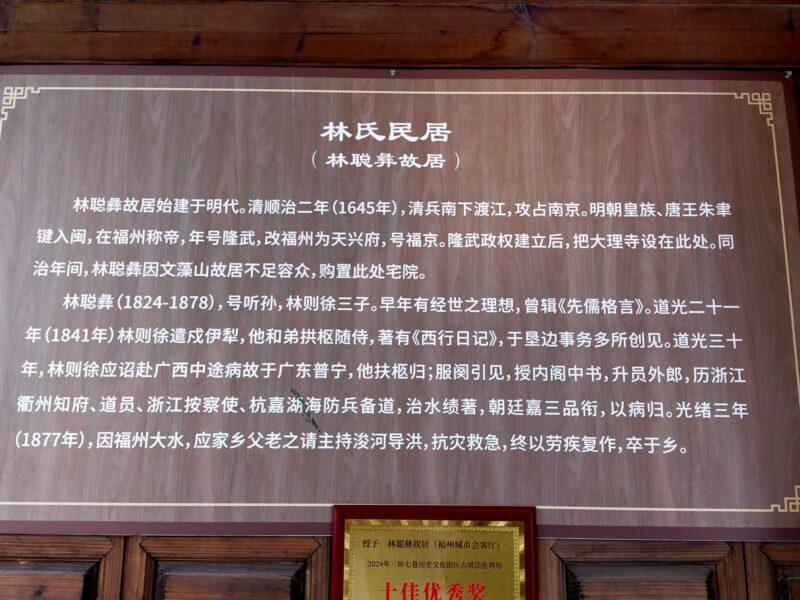 林氏民居
（林聪彝故居）
林聪彝故居始建于明代。清顺治二年（1645年），清兵南下渡江，攻占南京。明朝皇族、唐王朱聿
键入闽，在福州称帝，年号隆武，改福州为天兴府，号福京。隆武政权建立后，把大理寺设在此处。同
治年间，林聪彝因文藻山故居不足容众，购置此处宅院。
林聪彝（1824-1878），号听孙，林则徐三子。早年有经世之理想，曾辑《先儒格言》。道光二十一
年（1841年）林则徐遣戍伊犁，他和弟拱枢随侍，著有《西行日记》，于垦边事务多所创见。道光三十
年，林则徐应诏赴广西中途病故于广东普宁，他扶柩归；服阕引见，授内阁中书，升员外郎，历浙江
衢州知府、道员、浙江按察使、杭嘉湖海防兵备道，治水绩著，朝廷嘉三品衔，以病归。光绪三年
（1877年），因福州大水，应家乡父老之请主持浚河导洪，抗灾救急，终以劳疾复作，卒于乡。
授予：林聪彝故居（福州城市会客厅）
2024年三坊七巷历史文化街区古厝活化利用
十佳优秀奖